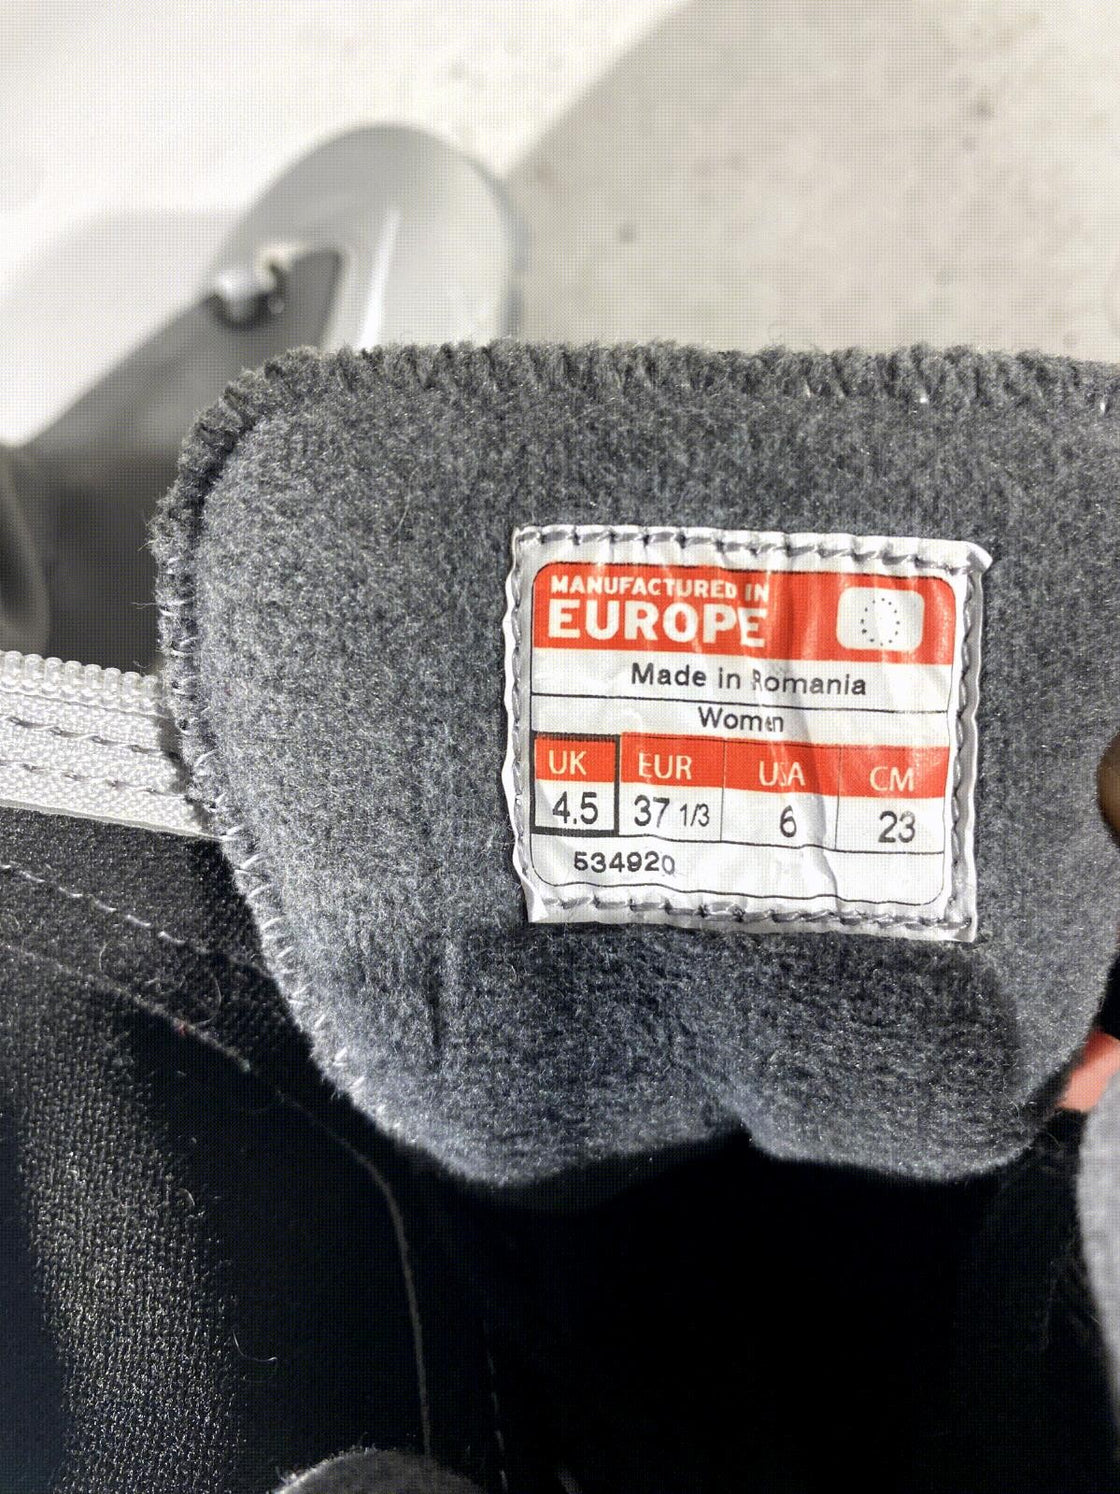 MANUFACTURED IN
EUROPE
Made in Romania
Women
UK EUR USA CM
4.5 37 1/3 6 23
534920